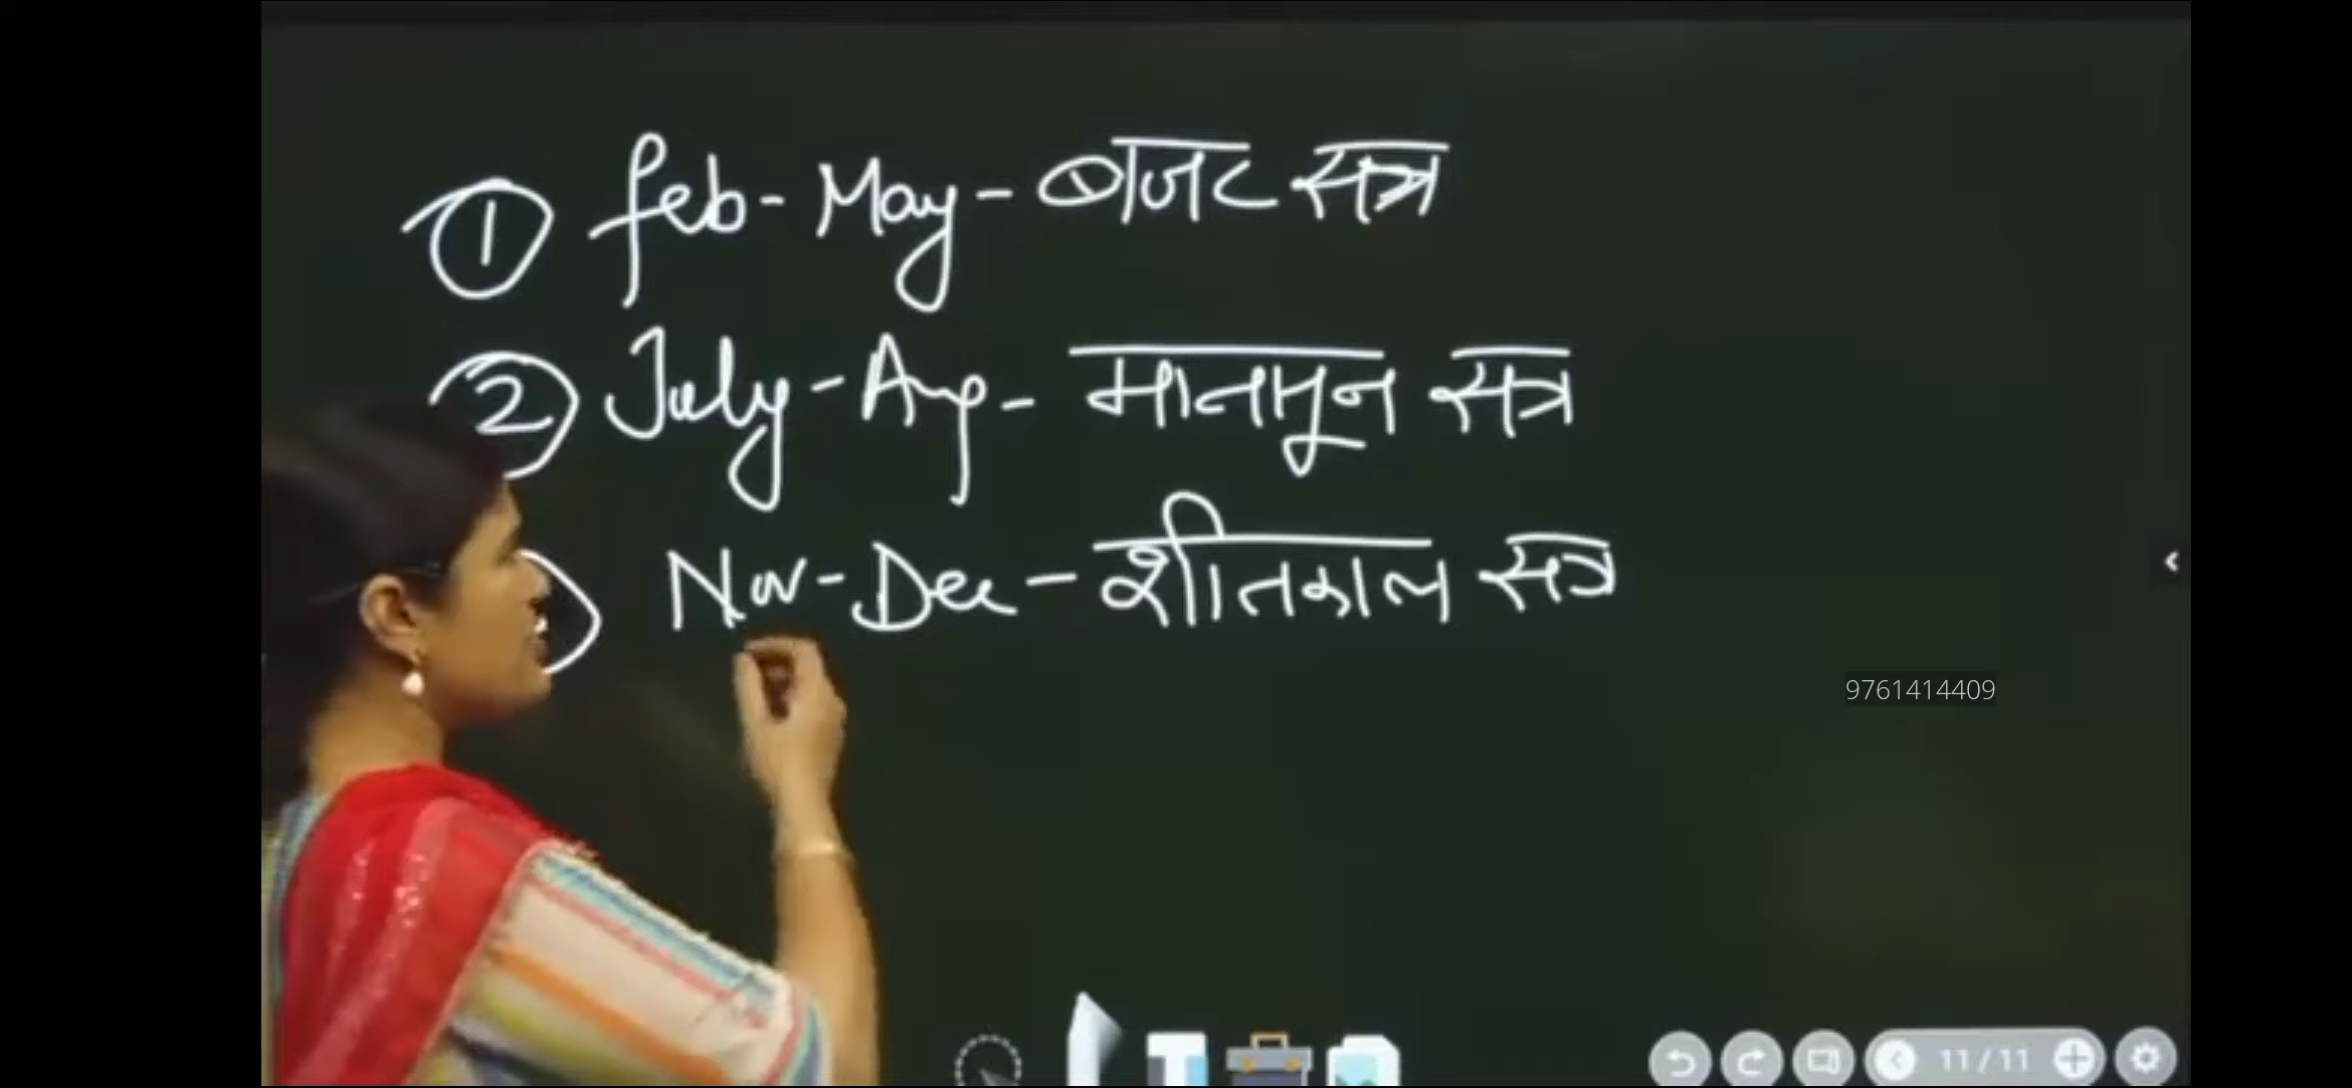 ① feb - May - बजट सत्र
② July - Aug - मानसून सत्र
Nov - Dec - शीतकाल सत्र
9761414409
11 / 11